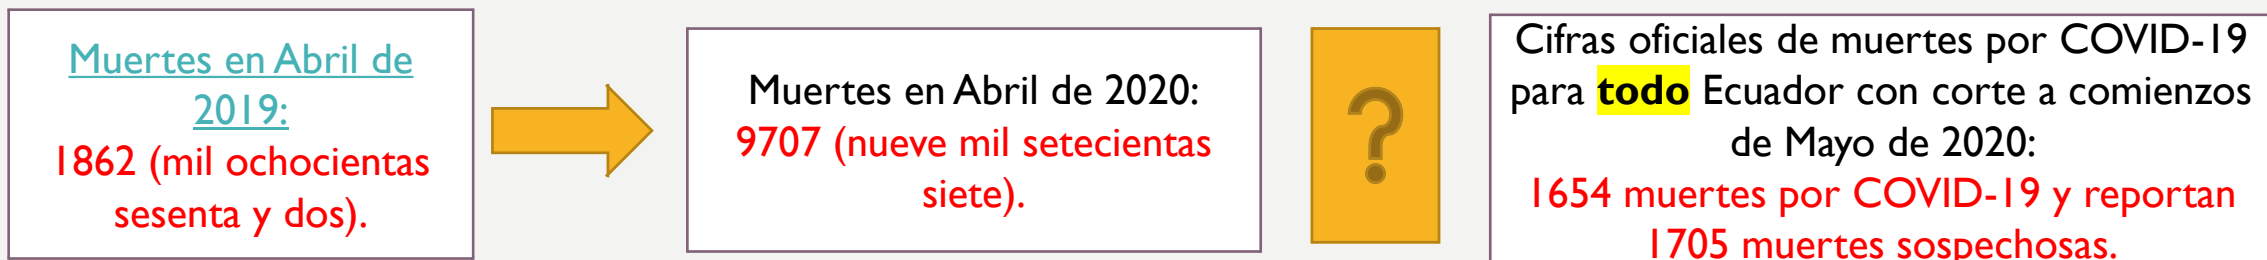 Muertes en Abril de
2019:
1862 (mil ochocientas
sesenta y dos).
Muertes en Abril de 2020:
9707 (nueve mil setecientas
siete).
?
Cifras oficiales de muertes por COVID-19
para todo Ecuador con corte a comienzos
de Mayo de 2020:
1654 muertes por COVID-19 y reportan
1705 muertes sospechosas.